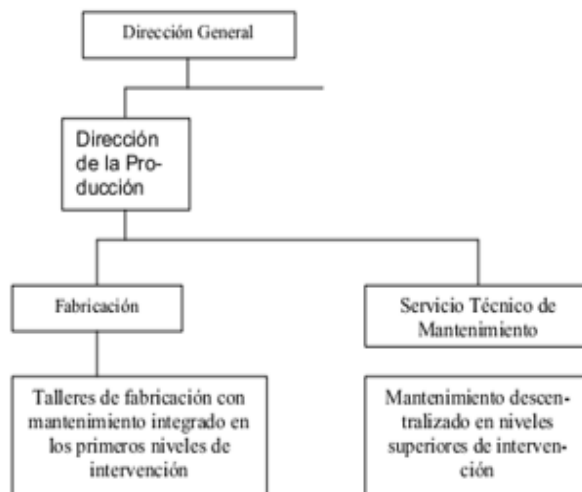 Dirección General
Dirección
de la Pro-
ducción
Fabricación
Servicio Técnico de
Mantenimiento
Talleres de fabricación con
mantenimiento integrado en
los primeros niveles de
intervención
Mantenimiento descen-
tralizado en niveles
superiores de interven-
ción